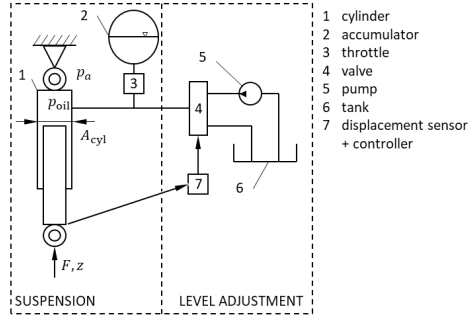 2
5
1
p_a
3
p_oil
4
A_cyl
7
6
F, z
SUSPENSION
LEVEL ADJUSTMENT
1 cylinder
2 accumulator
3 throttle
4 valve
5 pump
6 tank
7 displacement sensor
+ controller